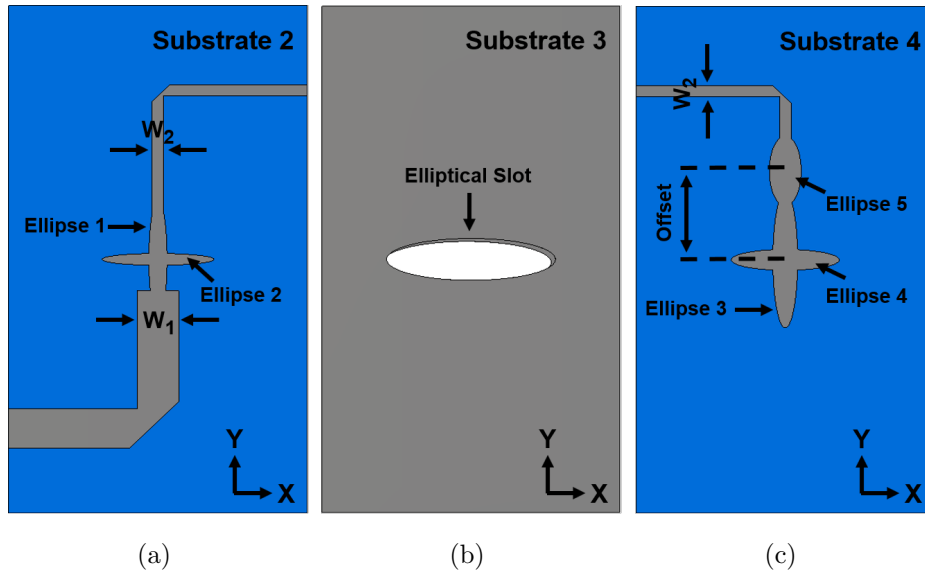 Substrate 2
W2
Ellipse 1
Ellipse 2
W1
Y
X
(a)
Substrate 3
Elliptical Slot
Y
X
(b)
Substrate 4
W2
Ellipse 5
Offset
Ellipse 4
Ellipse 3
Y
X
(c)